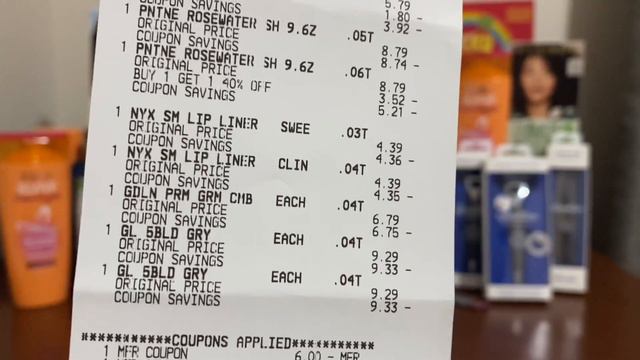 5.79
COUPON SAVINGS 1.80 -
3.92 -
1 PNTNE ROSEWATER SH 9.6Z .05T
ORIGINAL PRICE 8.79
COUPON SAVINGS 8.74 -
1 PNTNE ROSEWATER SH 9.6Z .06T
ORIGINAL PRICE 8.79
BUY 1 GET 1 40% OFF 3.52 -
COUPON SAVINGS 5.21 -
1 NYX SM LIP LINER SWEE .03T
ORIGINAL PRICE 4.39
COUPON SAVINGS 4.36 -
1 NYX SM LIP LINER CLIN .04T
ORIGINAL PRICE 4.39
COUPON SAVINGS 4.35 -
1 GDLN PRM GRM CMB EACH .04T
ORIGINAL PRICE 6.79
COUPON SAVINGS 6.75 -
1 GL 5BLD GRY EACH .04T
ORIGINAL PRICE 9.29
COUPON SAVINGS 9.33 -
1 GL 5BLD GRY EACH .04T
ORIGINAL PRICE 9.29
COUPON SAVINGS 9.33 -
***********COUPONS APPLIED***********
1 MFR COUPON 6.00 - MFR